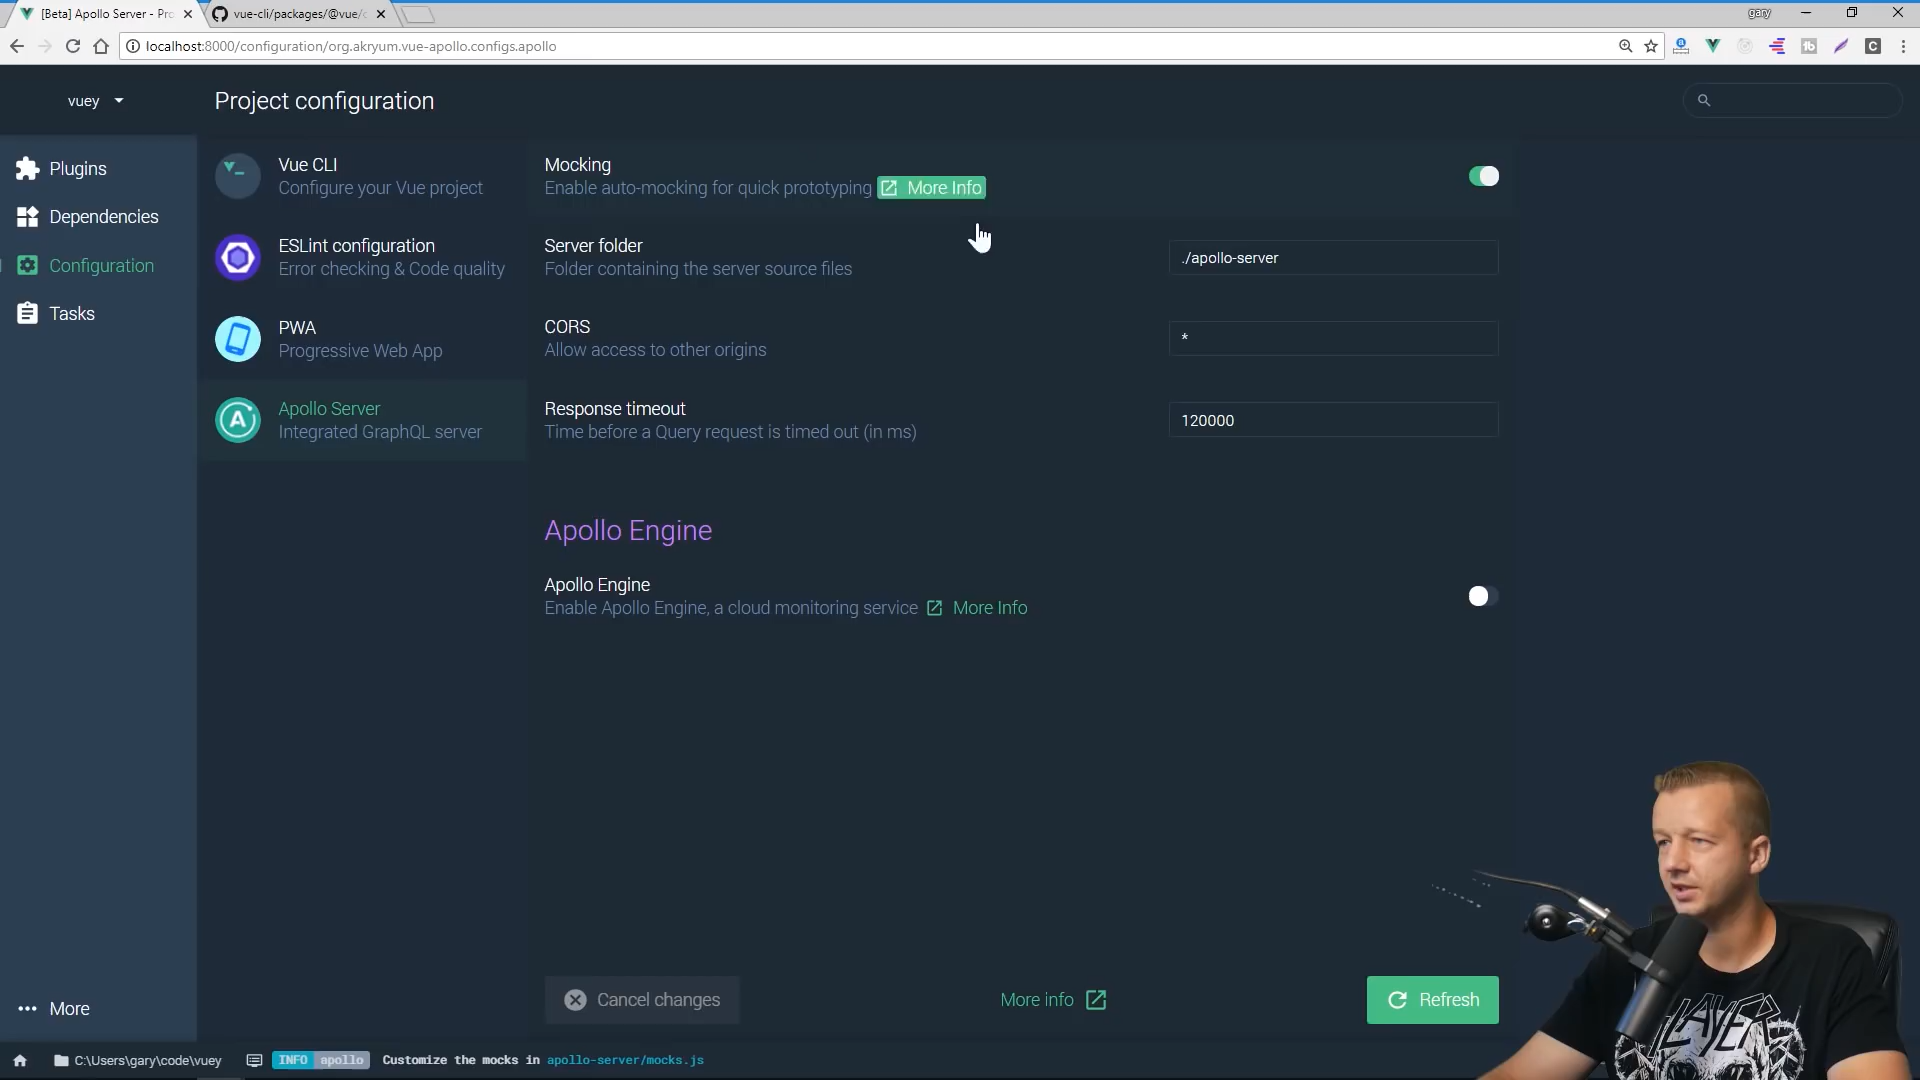 [Beta] Apollo Server - Pro
vue-cli/packages/@vue/c
gary
localhost:8000/configuration/org.akryum.vue-apollo.configs.apollo
vuey
Project configuration
Plugins
Dependencies
Configuration
Tasks
Vue CLI
Configure your Vue project
ESLint configuration
Error checking & Code quality
PWA
Progressive Web App
Apollo Server
Integrated GraphQL server
Mocking
Enable auto-mocking for quick prototyping More Info
Server folder
Folder containing the server source files
./apollo-server
CORS
Allow access to other origins
*
Response timeout
Time before a Query request is timed out (in ms)
120000
Apollo Engine
Apollo Engine
Enable Apollo Engine, a cloud monitoring service More Info
Cancel changes
More info
Refresh
More
C:\Users\gary\code\vuey
INFO apollo Customize the mocks in apollo-server/mocks.js
SLAYER